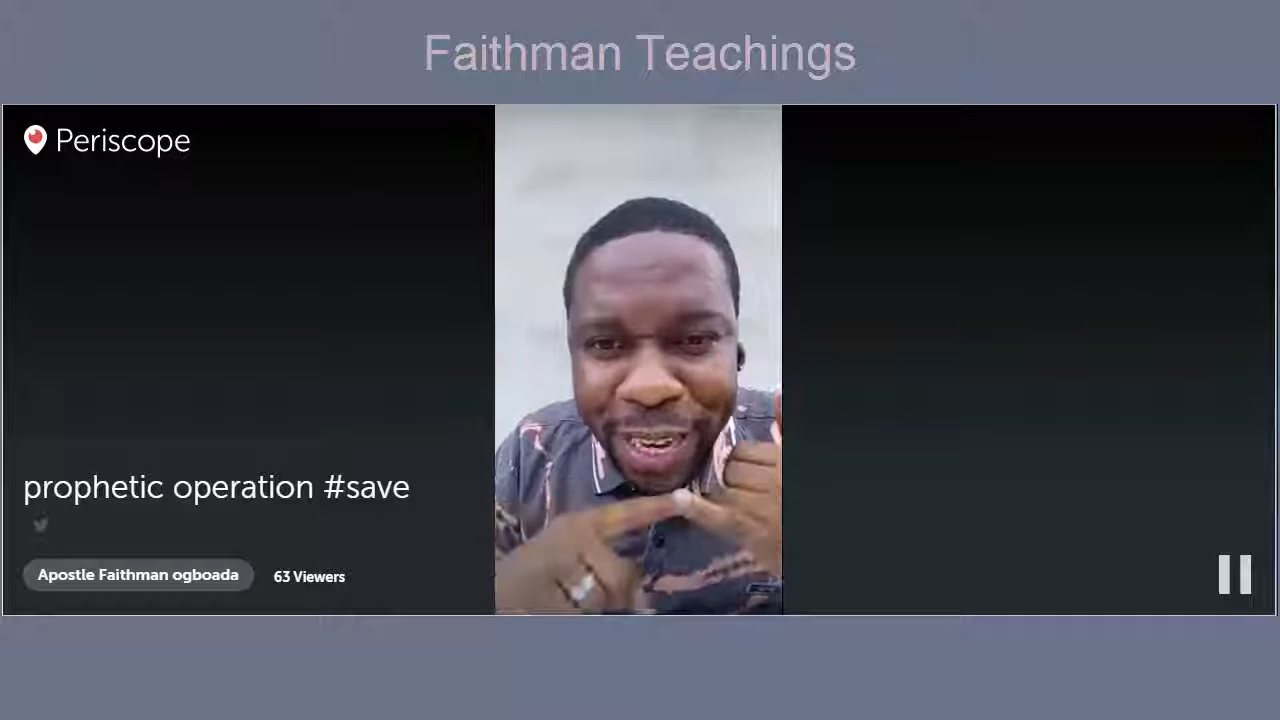 Faithman Teachings
Periscope
prophetic operation #save
Apostle Faithman ogboada
63 Viewers